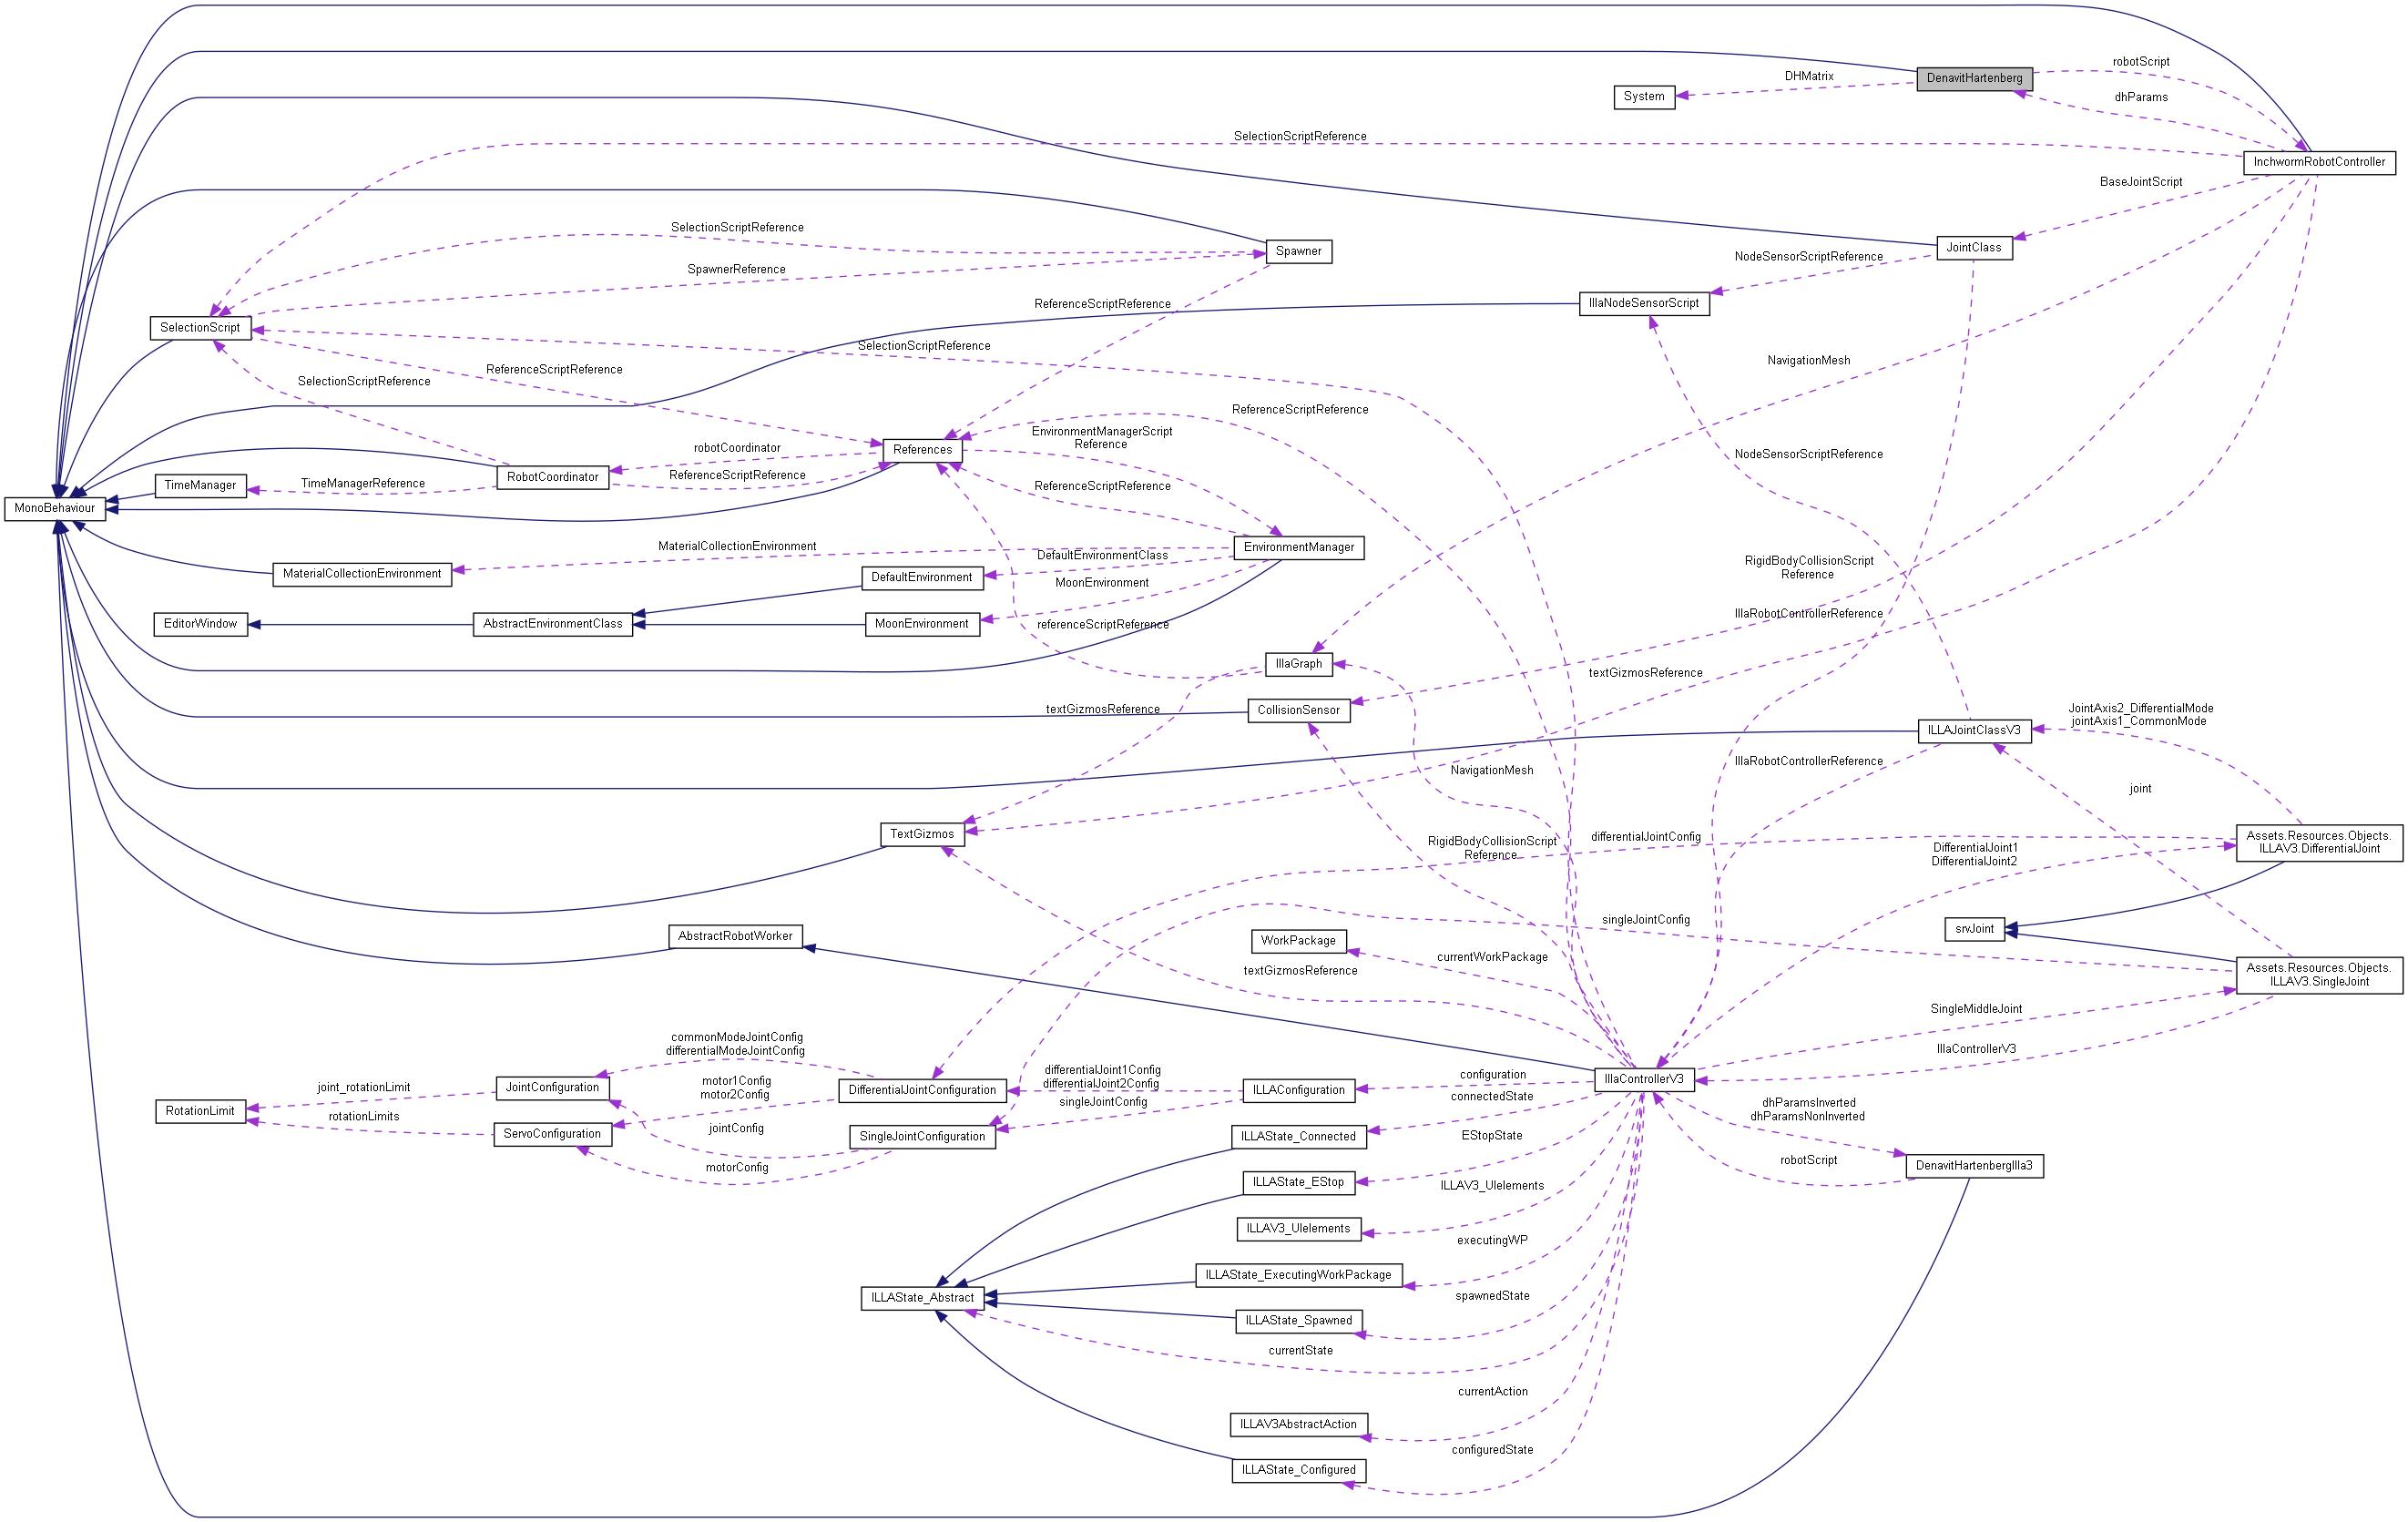 robotScript
DenavitHartenberg
DHMatrix
System
dhParams
SelectionScriptReference
InchwormRobotController
BaseJointScript
SelectionScriptReference
Spawner
JointClass
NodeSensorScriptReference
SpawnerReference
ReferenceScriptReference
IllaNodeSensorScript
SelectionScript
SelectionScriptReference
NavigationMesh
ReferenceScriptReference
SelectionScriptReference
ReferenceScriptReference
EnvironmentManagerScript
Reference
robotCoordinator
References
NodeSensorScriptReference
RobotCoordinator
ReferenceScriptReference
TimeManager
TimeManagerReference
ReferenceScriptReference
MonoBehaviour
MaterialCollectionEnvironment
EnvironmentManager
DefaultEnvironmentClass
RigidBodyCollisionScript
Reference
MaterialCollectionEnvironment
DefaultEnvironment
MoonEnvironment
IllaRobotControllerReference
EditorWindow
AbstractEnvironmentClass
MoonEnvironment
referenceScriptReference
IllaGraph
textGizmosReference
textGizmosReference
CollisionSensor
JointAxis2_DifferentialMode
jointAxis1_CommonMode
ILLAJointClassV3
IllaRobotControllerReference
NavigationMesh
joint
TextGizmos
differentialJointConfig
Assets.Resources.Objects.
ILLAV3.DifferentialJoint
RigidBodyCollisionScript
Reference
DifferentialJoint1
DifferentialJoint2
singleJointConfig
AbstractRobotWorker
WorkPackage
srvJoint
currentWorkPackage
textGizmosReference
Assets.Resources.Objects.
ILLAV3.SingleJoint
SingleMiddleJoint
commonModeJointConfig
differentialModeJointConfig
IllaControllerV3
joint_rotationLimit
JointConfiguration
motor1Config
motor2Config
DifferentialJointConfiguration
differentialJoint1Config
differentialJoint2Config
ILLAConfiguration
configuration
IllaControllerV3
RotationLimit
rotationLimits
singleJointConfig
connectedState
dhParamsInverted
dhParamsNonInverted
ServoConfiguration
jointConfig
SingleJointConfiguration
ILLAState_Connected
EStopState
motorConfig
robotScript
DenavitHartenbergIlla3
ILLAState_EStop
ILLAV3_UIelements
ILLAV3_UIelements
executingWP
ILLAState_ExecutingWorkPackage
ILLAState_Abstract
spawnedState
ILLAState_Spawned
currentState
currentAction
ILLAV3AbstractAction
configuredState
ILLAState_Configured